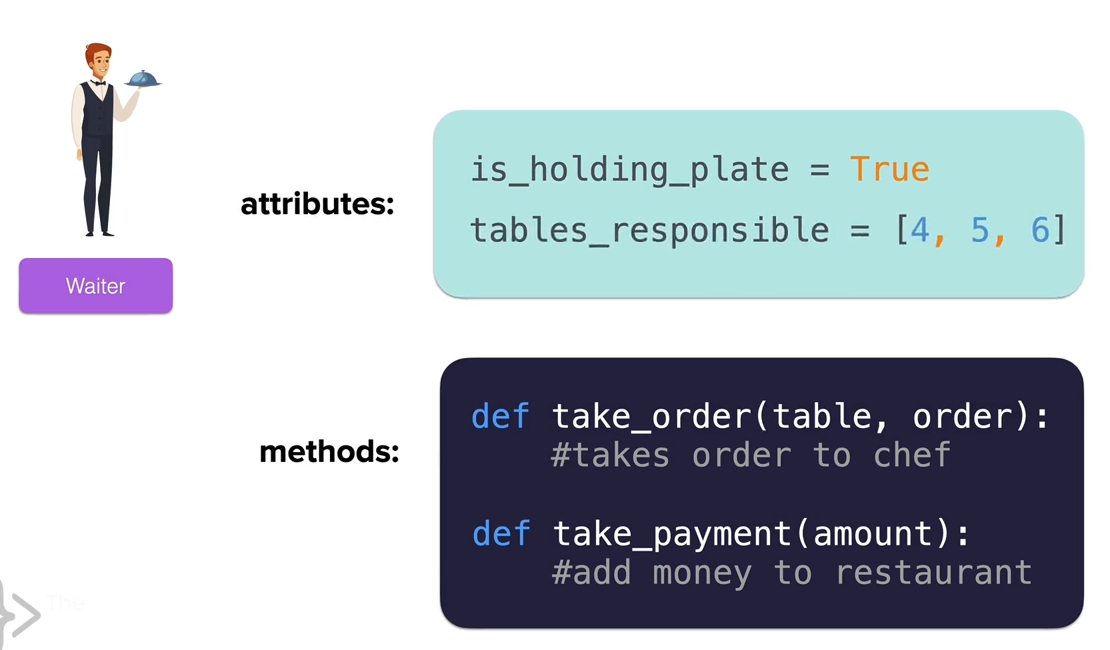 attributes:
is_holding_plate = True
tables_responsible = [4, 5, 6]
Waiter
methods:
def take_order(table, order):
#takes order to chef
def take_payment(amount):
#add money to restaurant
The